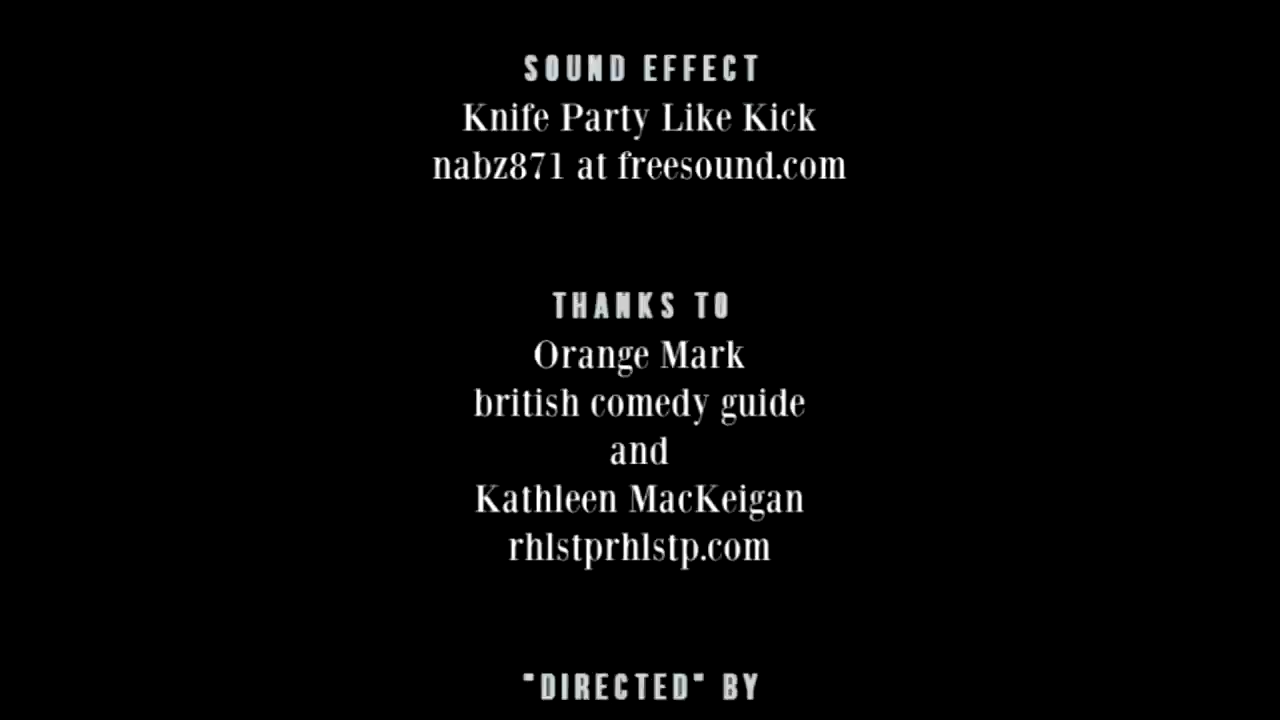 SOUND EFFECT
Knife Party Like Kick
nabz871 at freesound.com
THANKS TO
Orange Mark
british comedy guide
and
Kathleen MacKeigan
rhlstprhlstp.com
"DIRECTED" BY